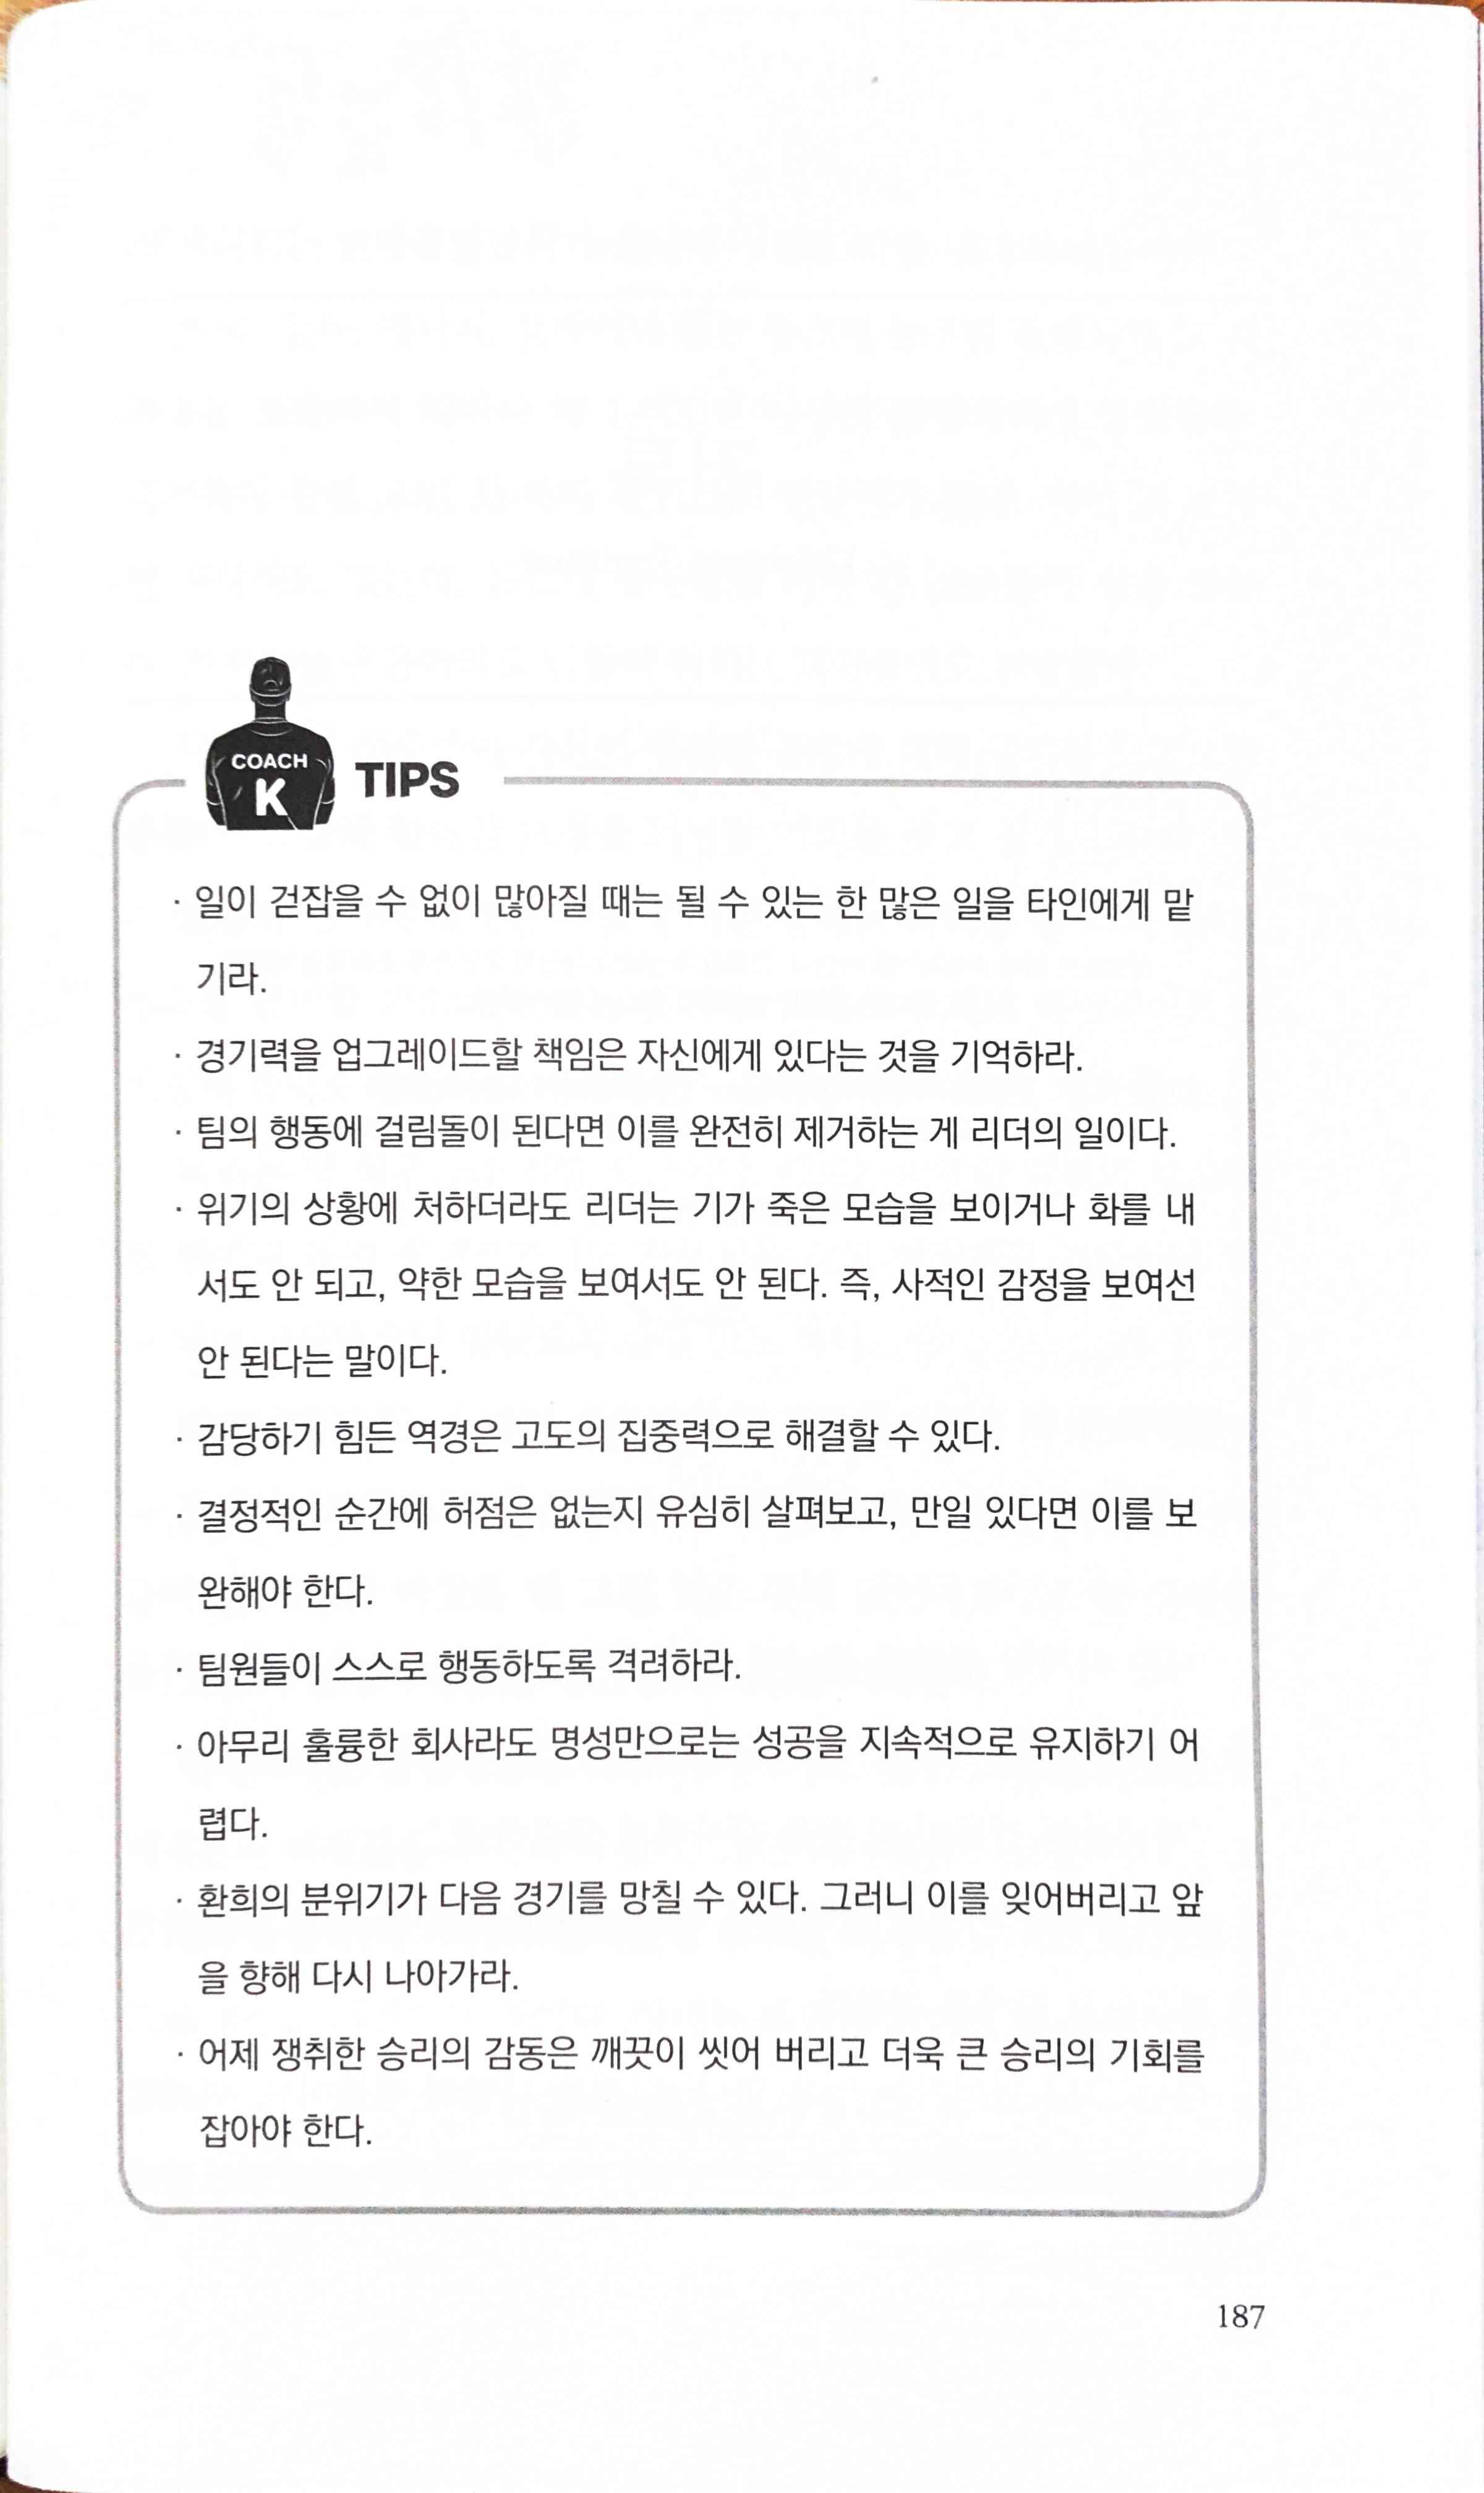 COACH
K
TIPS
· 일이 걷잡을 수 없이 많아질 때는 될 수 있는 한 많은 일을 타인에게 맡
기라.
· 경기력을 업그레이드할 책임은 자신에게 있다는 것을 기억하라.
· 팀의 행동에 걸림돌이 된다면 이를 완전히 제거하는 게 리더의 일이다.
· 위기의 상황에 처하더라도 리더는 기가 죽은 모습을 보이거나 화를 내
서도 안 되고, 약한 모습을 보여서도 안 된다. 즉, 사적인 감정을 보여선
안 된다는 말이다.
· 감당하기 힘든 역경은 고도의 집중력으로 해결할 수 있다.
· 결정적인 순간에 허점은 없는지 유심히 살펴보고, 만일 있다면 이를 보
완해야 한다.
· 팀원들이 스스로 행동하도록 격려하라.
· 아무리 훌륭한 회사라도 명성만으로는 성공을 지속적으로 유지하기 어
렵다.
· 환희의 분위기가 다음 경기를 망칠 수 있다. 그러니 이를 잊어버리고 앞
을 향해 다시 나아가라.
· 어제 쟁취한 승리의 감동은 깨끗이 씻어 버리고 더욱 큰 승리의 기회를
잡아야 한다.
187